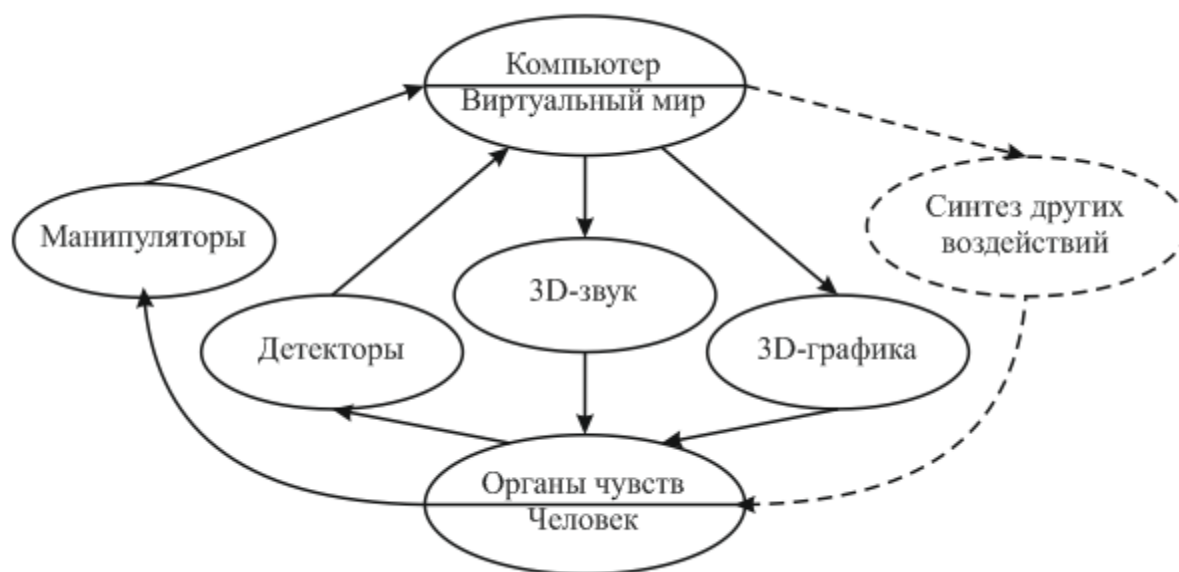 Компьютер
Виртуальный мир
Манипуляторы
Синтез других
воздействий
3D-звук
Детекторы
3D-графика
Органы чувств
Человек